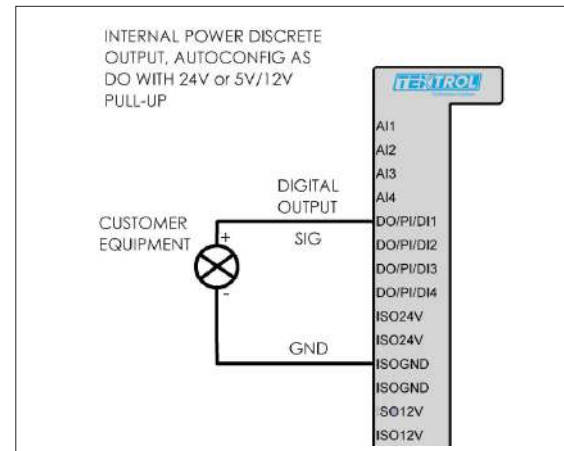 INTERNAL POWER DISCRETE
OUTPUT, AUTOCONFIG AS
DO WITH 24V or 5V/12V
PULL-UP
TEKTROL
AI1
AI2
AI3
AI4
DIGITAL
OUTPUT
DO/PI/DI1
CUSTOMER
EQUIPMENT
+
SIG
DO/PI/DI2
DO/PI/DI3
-
DO/PI/DI4
ISO24V
ISO24V
GND
ISOGND
ISOGND
SO12V
ISO12V